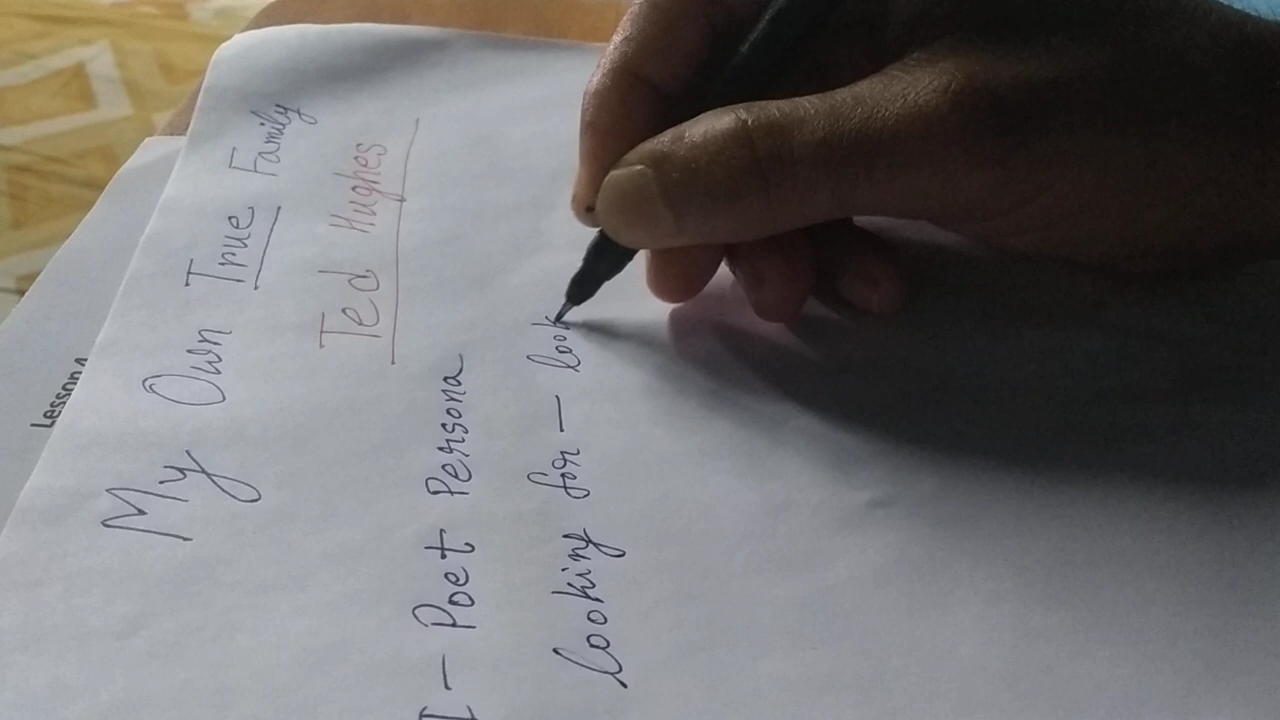 My Own True Family
Ted Hughes
I - Poet Persona
looking for - look
Lesson